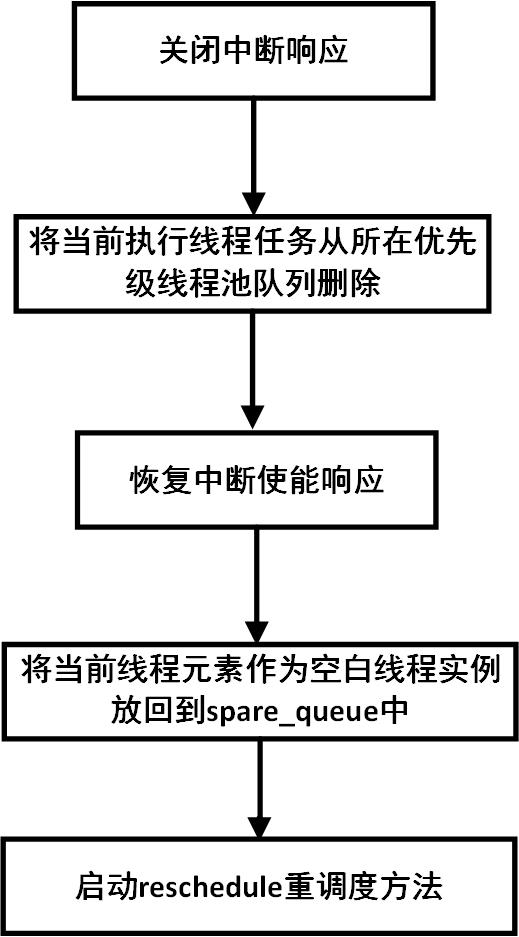 关闭中断响应
将当前执行线程任务从所在优先
级线程池队列删除
恢复中断使能响应
将当前线程元素作为空白线程实例
放回到spare_queue中
启动reschedule重调度方法